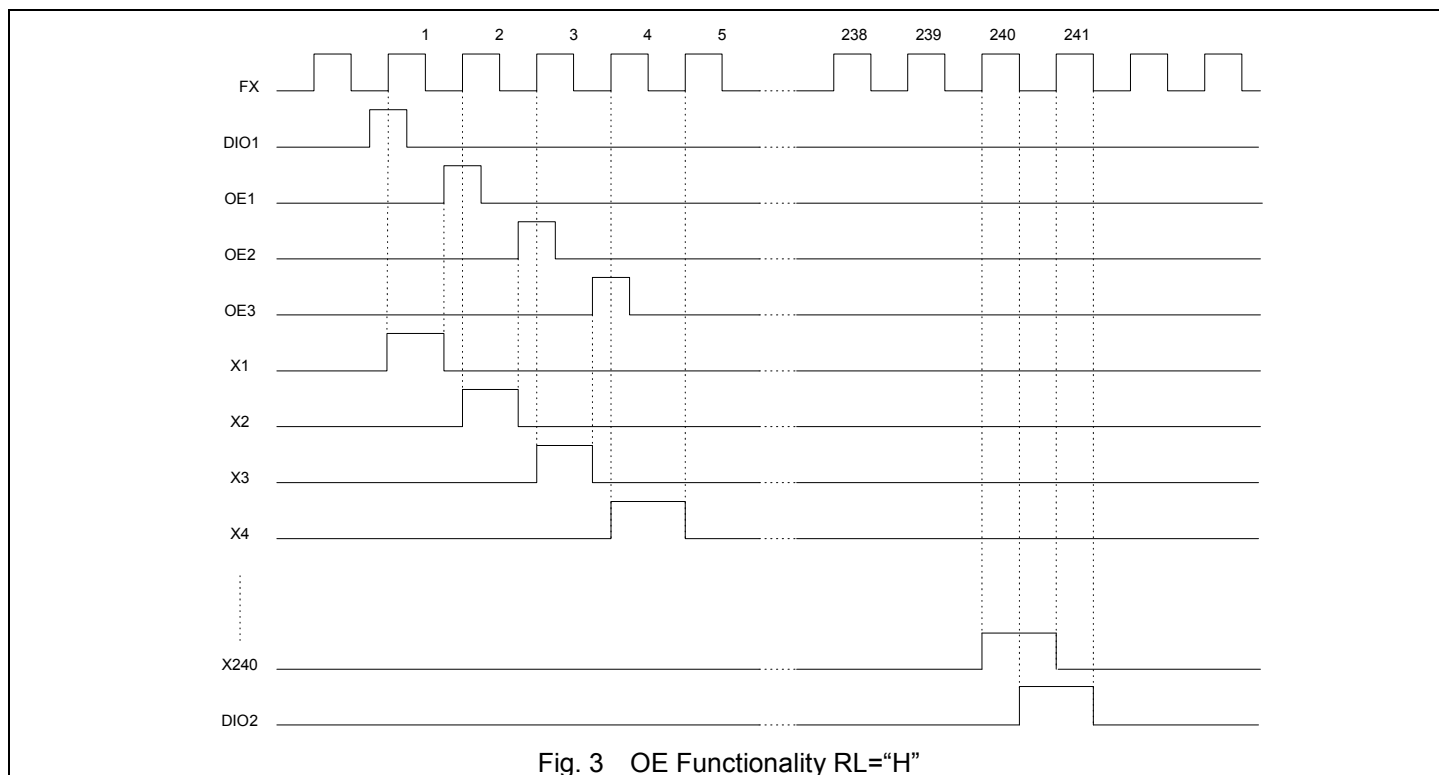 1 2 3 4 5 238 239 240 241
FX
DIO1
OE1
OE2
OE3
X1
X2
X3
X4
X240
DIO2
Fig. 3 OE Functionality RL=“H”